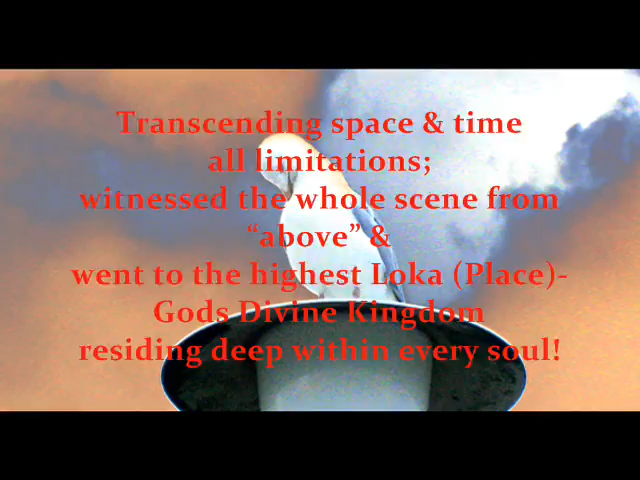 Transcending space & time
all limitations;
witnessed the whole scene from
“above” &
went to the highest Loka (Place)-
Gods Divine Kingdom
residing deep within every soul!